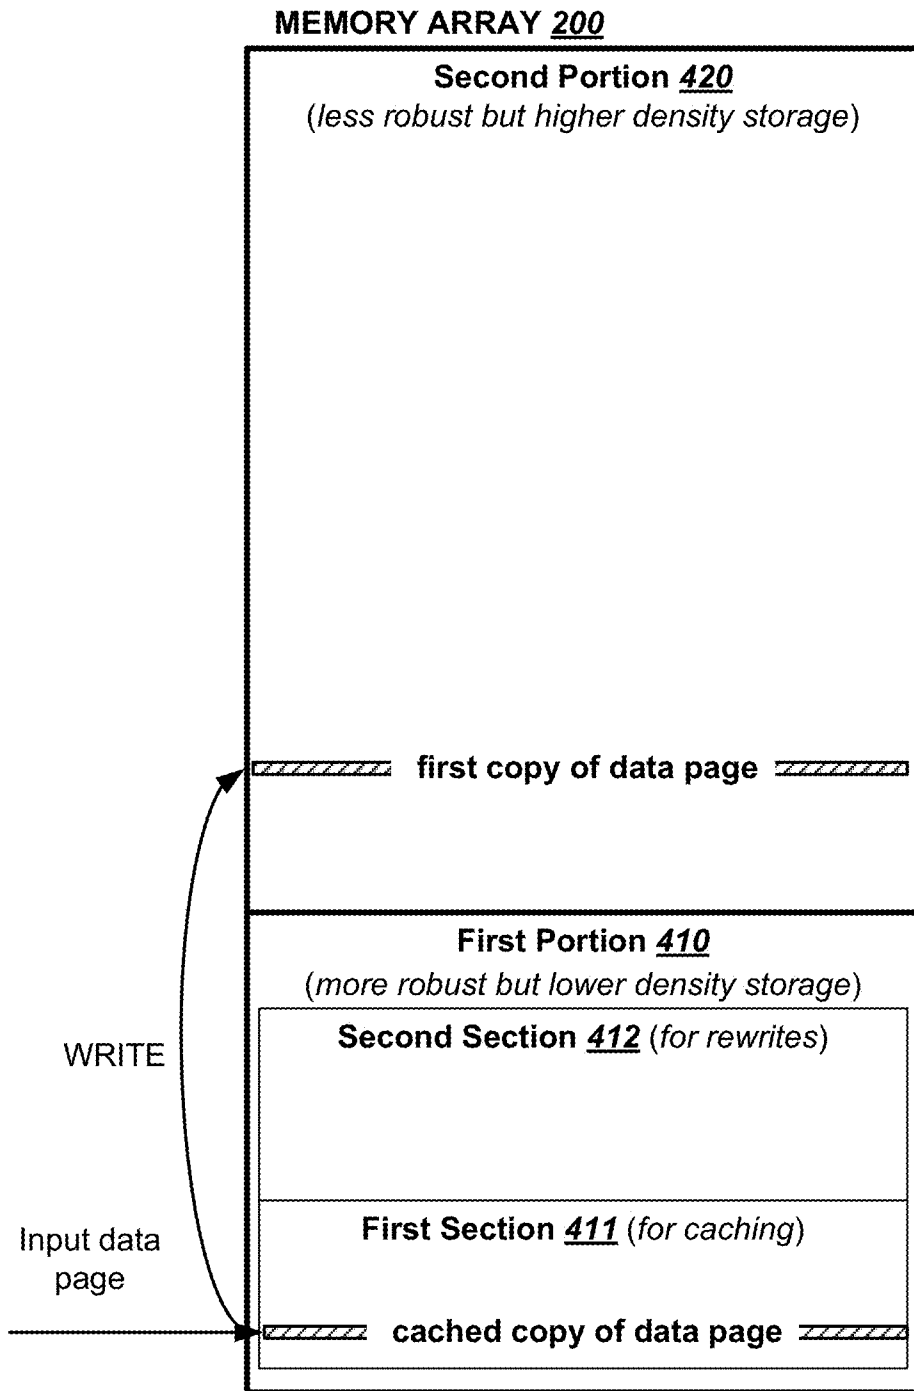 MEMORY ARRAY 200
Second Portion 420
(less robust but higher density storage)
first copy of data page
First Portion 410
(more robust but lower density storage)
Second Section 412 (for rewrites)
WRITE
First Section 411 (for caching)
Input data
page
cached copy of data page